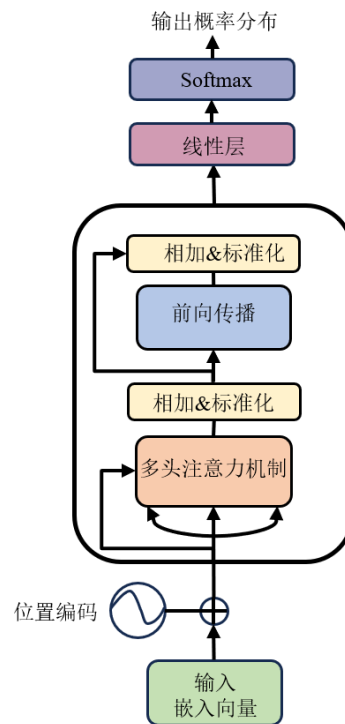 输出概率分布
Softmax
线性层
相加&标准化
前向传播
相加&标准化
多头注意力机制
位置编码
输入
嵌入向量